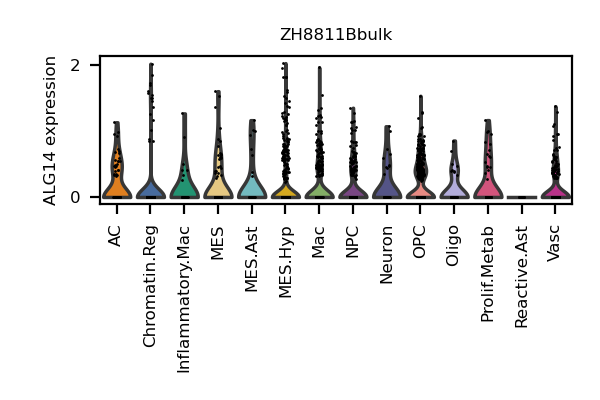 ZH8811Bbulk
ALG14 expression
2
0
AC
Chromatin.Reg
Inflammatory.Mac
MES
MES.Ast
MES.Hyp
Mac
NPC
Neuron
OPC
Oligo
Prolif.Metab
Reactive.Ast
Vasc